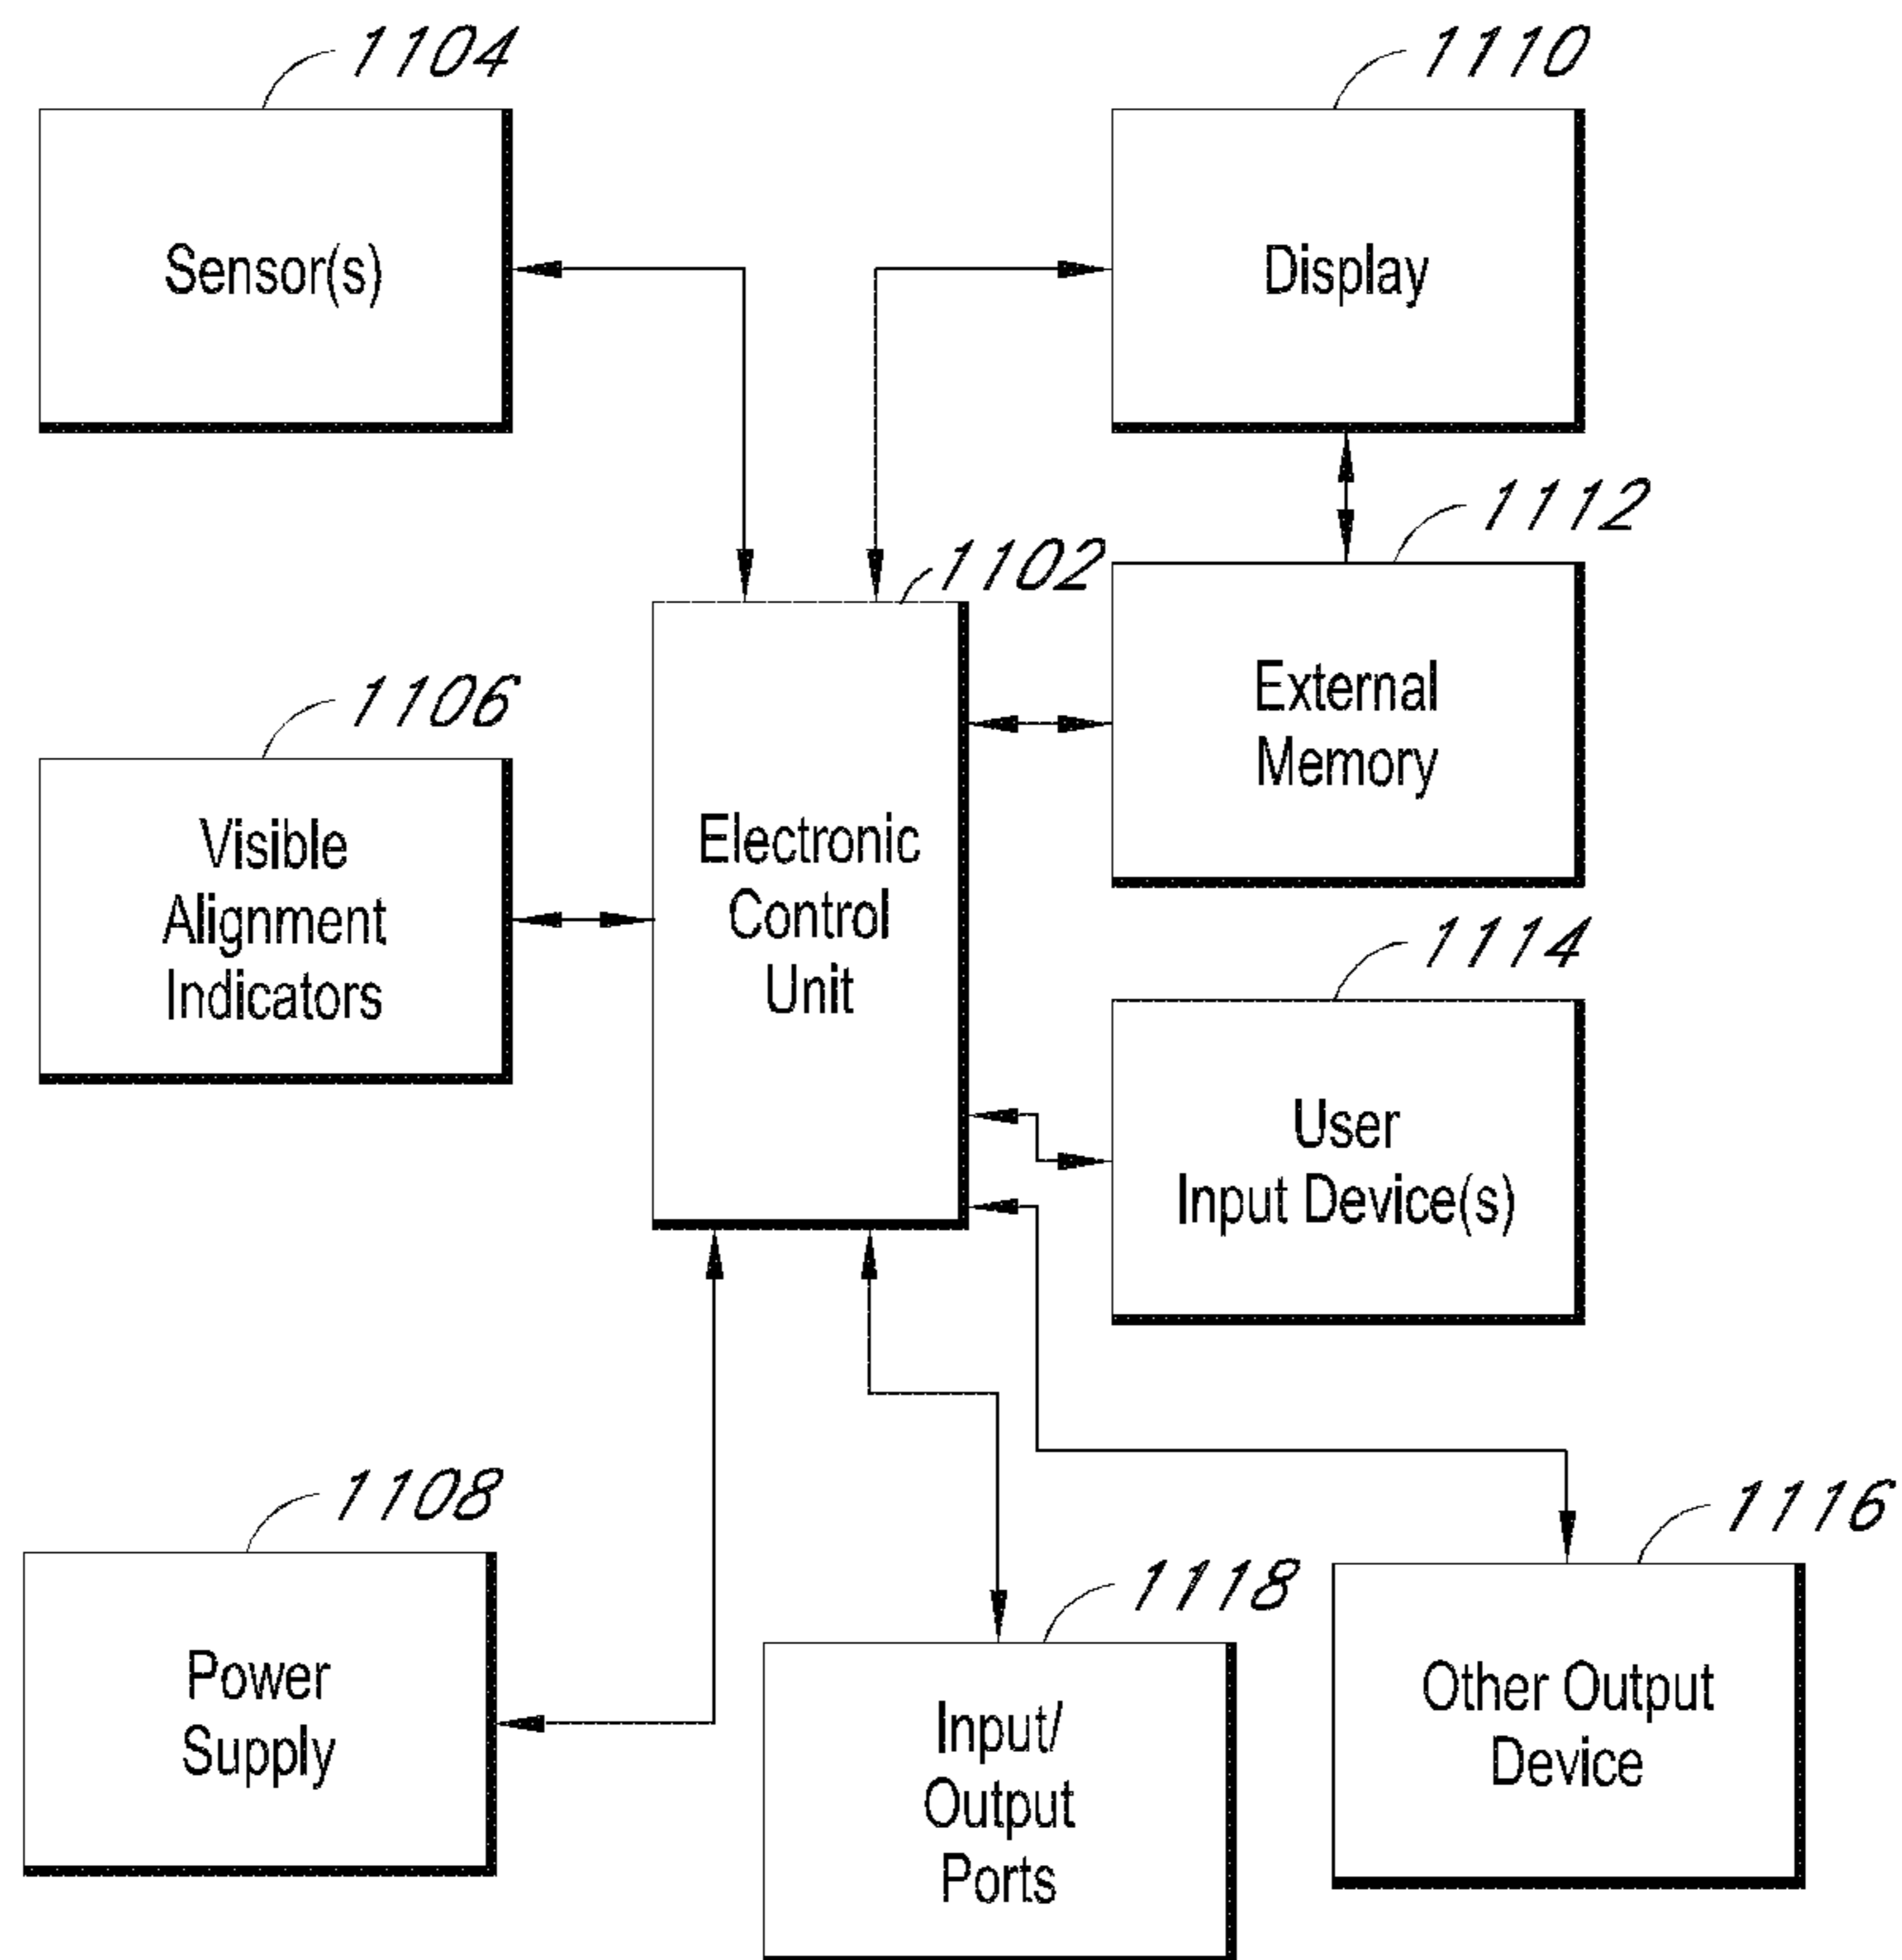 1104
Sensor(s)
1110
Display
1112
External
Memory
1102
Electronic
Control
Unit
1106
Visible
Alignment
Indicators
1114
User
Input Device(s)
1108
Power
Supply
1118
Input/
Output
Ports
1116
Other Output
Device